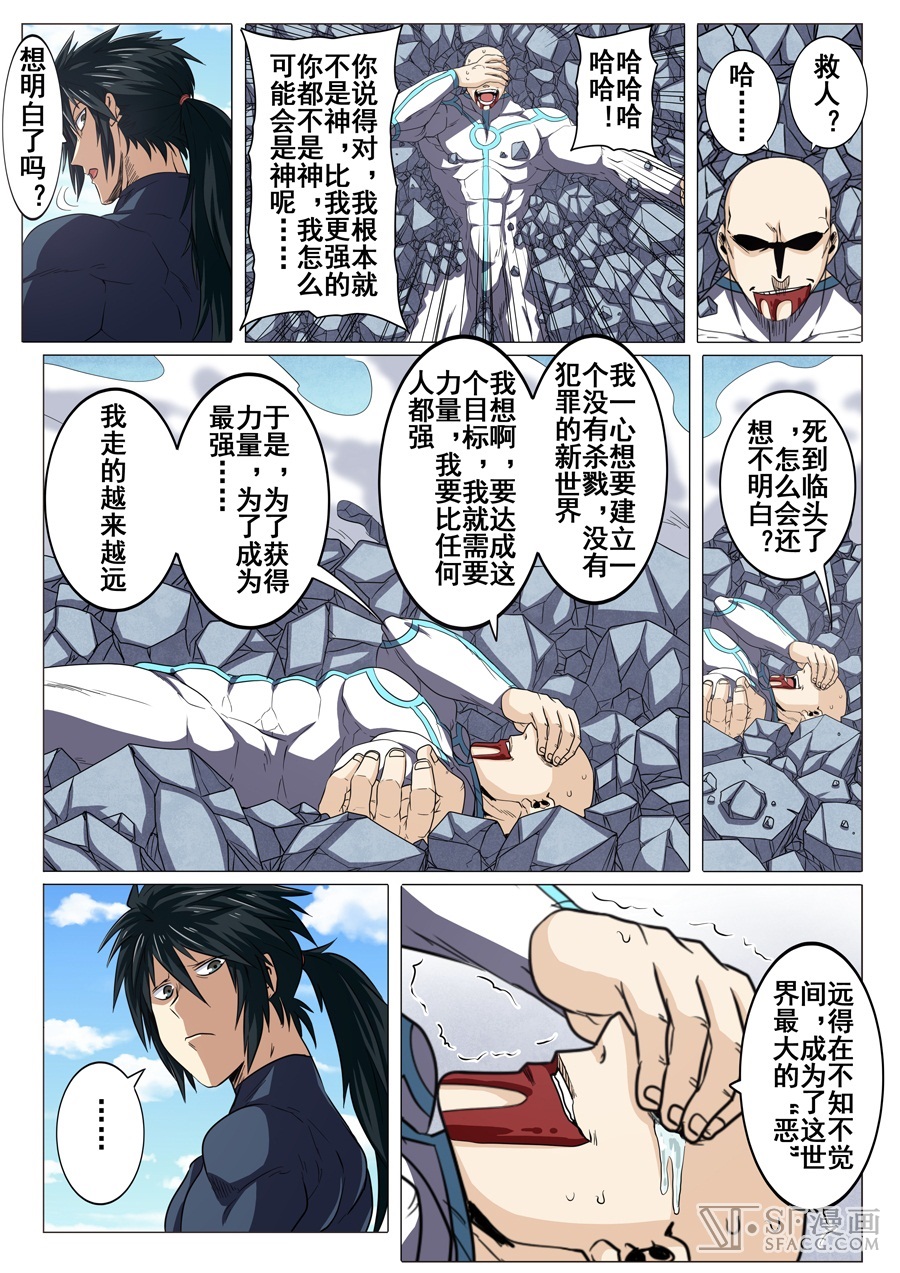 救人？
哈……
哈哈哈
哈哈！
你说得对，我根本就
不是神，比我更强的
你都不是神，我怎么
可能会是神呢……
想明白了吗？
死到临头了
，怎么会还
想不明白？
我一心想要建立一
个没有杀戮，没有
犯罪的新世界
我想啊，要达成这
个目标，我就需要
力量，我要比任何
人都强
于是，为了获得
力量，为了成为
最强……
我走的越来越远
远得在不知不觉
间，成为了这世
界最大的“恶”
……
SF漫画
SFACG.COM